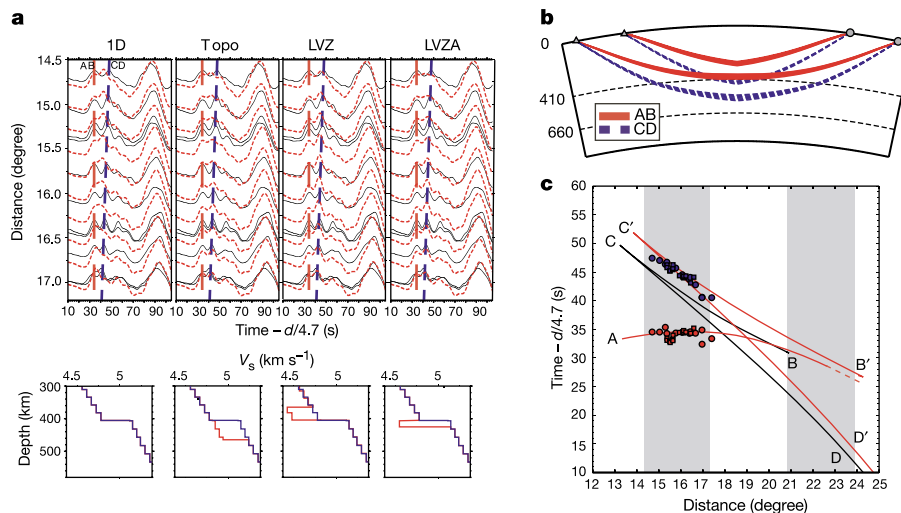 a
1D Topo LVZ LVZA
AB CD
14.5
15.0
15.5
16.0
16.5
17.0
Distance (degree)
10 30 50 70 90 10 30 50 70 90 10 30 50 70 90 10 30 50 70 90
Time – d/4.7 (s)
Vs (km s⁻¹)
4.5 5 4.5 5 4.5 5 4.5 5
300
400
500
Depth (km)
b
0
410
660
AB
CD
c
60
55
50
45
40
35
30
25
20
15
10
Time – d/4.7 (s)
C′
C
A
B
B′
D′
D
12 13 14 15 16 17 18 19 20 21 22 23 24 25
Distance (degree)